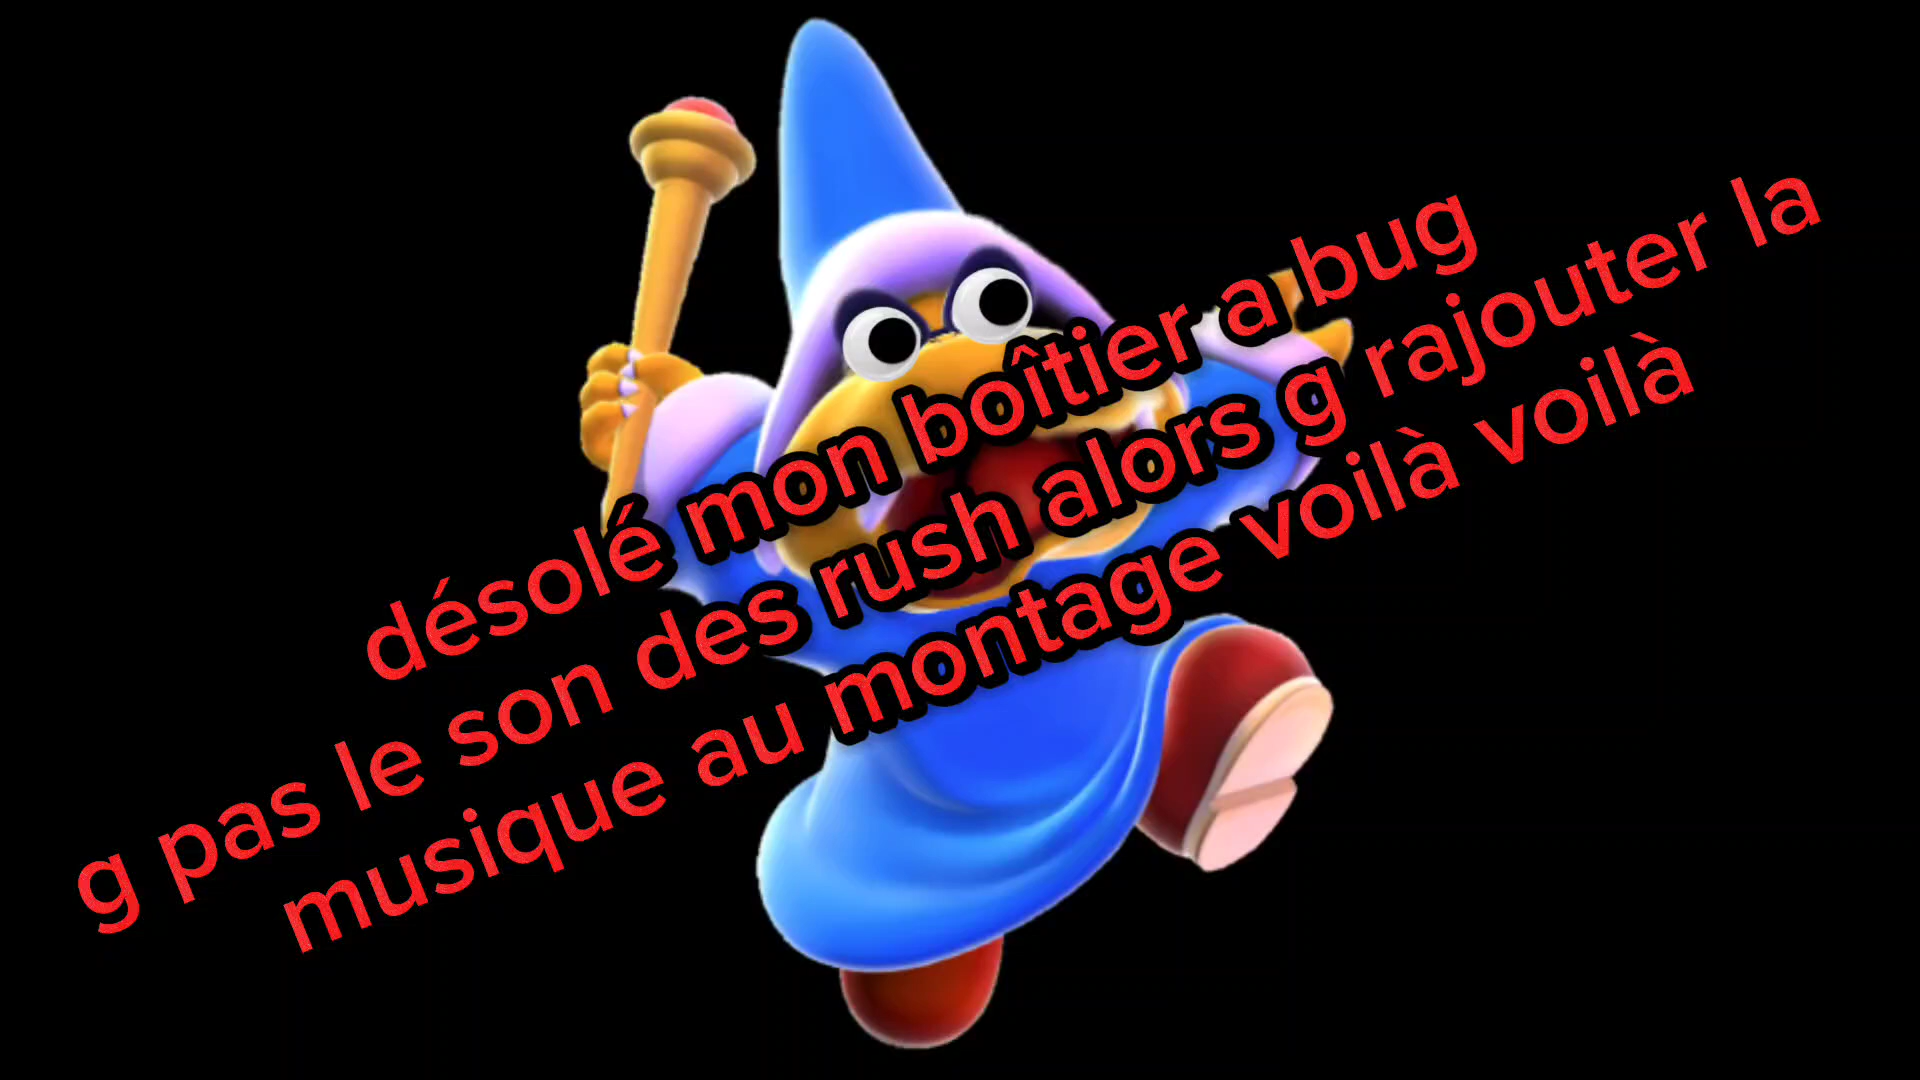 désolé mon boîtier a bug
g pas le son des rush alors g rajouter la
musique au montage voilà voilà